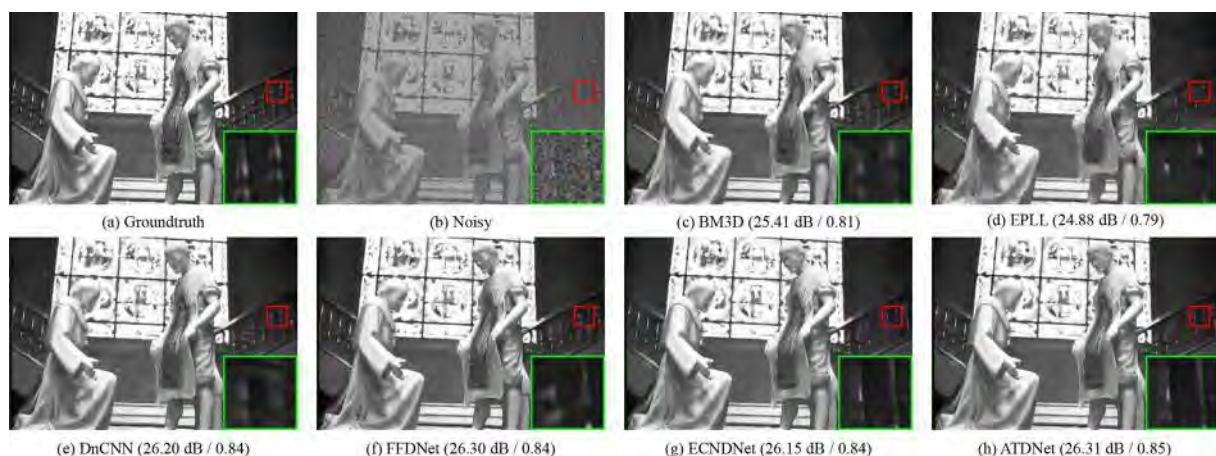 (a) Groundtruth
(b) Noisy
(c) BM3D (25.41 dB / 0.81)
(d) EPLL (24.88 dB / 0.79)
(e) DnCNN (26.20 dB / 0.84)
(f) FFDNet (26.30 dB / 0.84)
(g) ECNDNet (26.15 dB / 0.84)
(h) ATDNet (26.31 dB / 0.85)